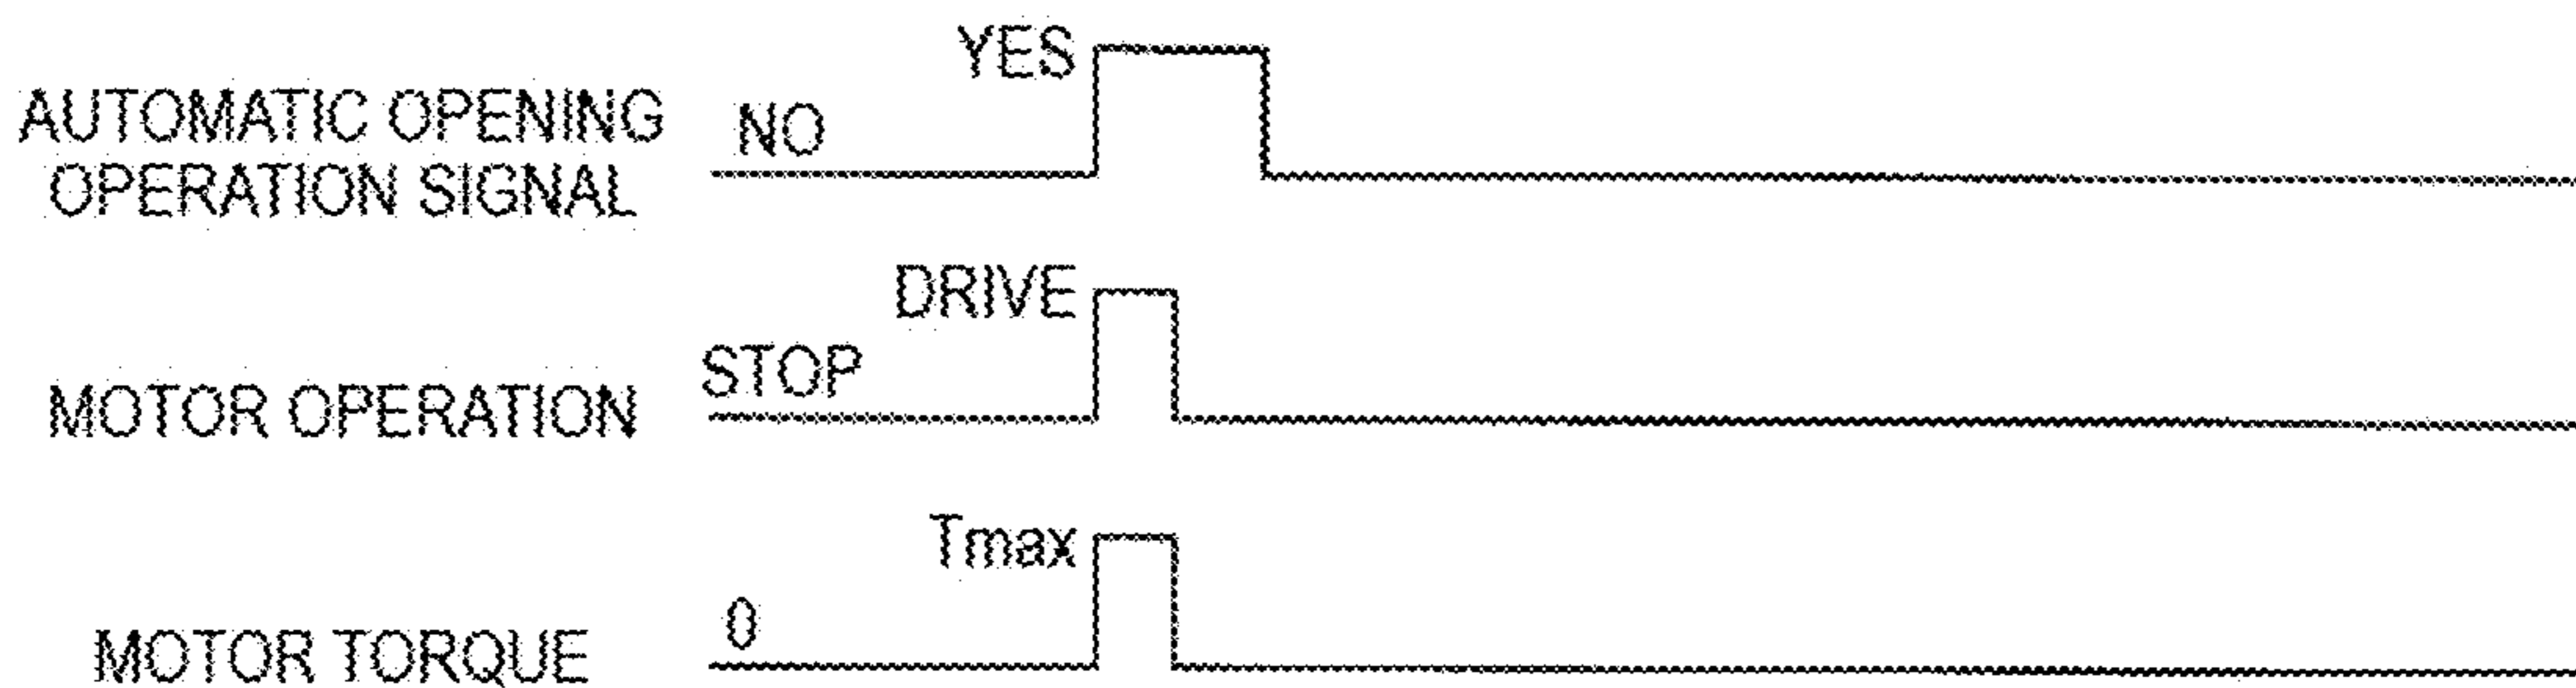 YES
NO
AUTOMATIC OPENING
OPERATION SIGNAL
DRIVE
STOP
MOTOR OPERATION
Tmax
0
MOTOR TORQUE